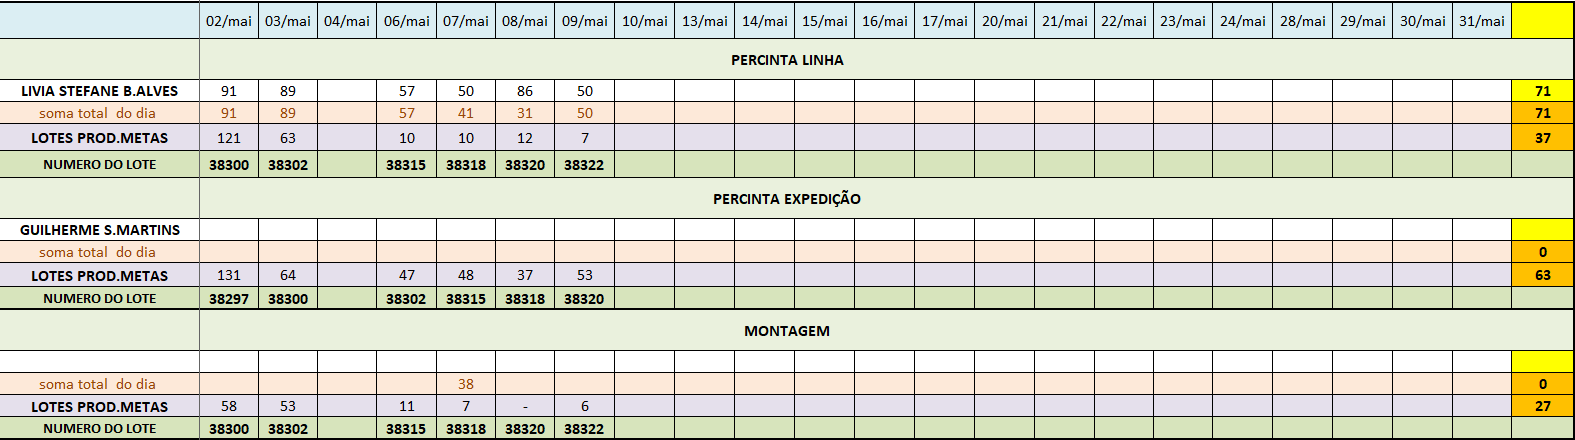 02/mai 03/mai 04/mai 06/mai 07/mai 08/mai 09/mai 10/mai 13/mai 14/mai 15/mai 16/mai 17/mai 20/mai 21/mai 22/mai 23/mai 24/mai 28/mai 29/mai 30/mai 31/mai
PERCINTA LINHA
LIVIA STEFANE B.ALVES 91 89 57 50 86 50 71
soma total do dia 91 89 57 41 31 50 71
LOTES PROD.METAS 121 63 10 10 12 7 37
NUMERO DO LOTE 38300 38302 38315 38318 38320 38322
PERCINTA EXPEDIÇÃO
GUILHERME S.MARTINS
soma total do dia 0
LOTES PROD.METAS 131 64 47 48 37 53 63
NUMERO DO LOTE 38297 38300 38302 38315 38318 38320
MONTAGEM
soma total do dia 38 0
LOTES PROD.METAS 58 53 11 7 - 6 27
NUMERO DO LOTE 38300 38302 38315 38318 38320 38322